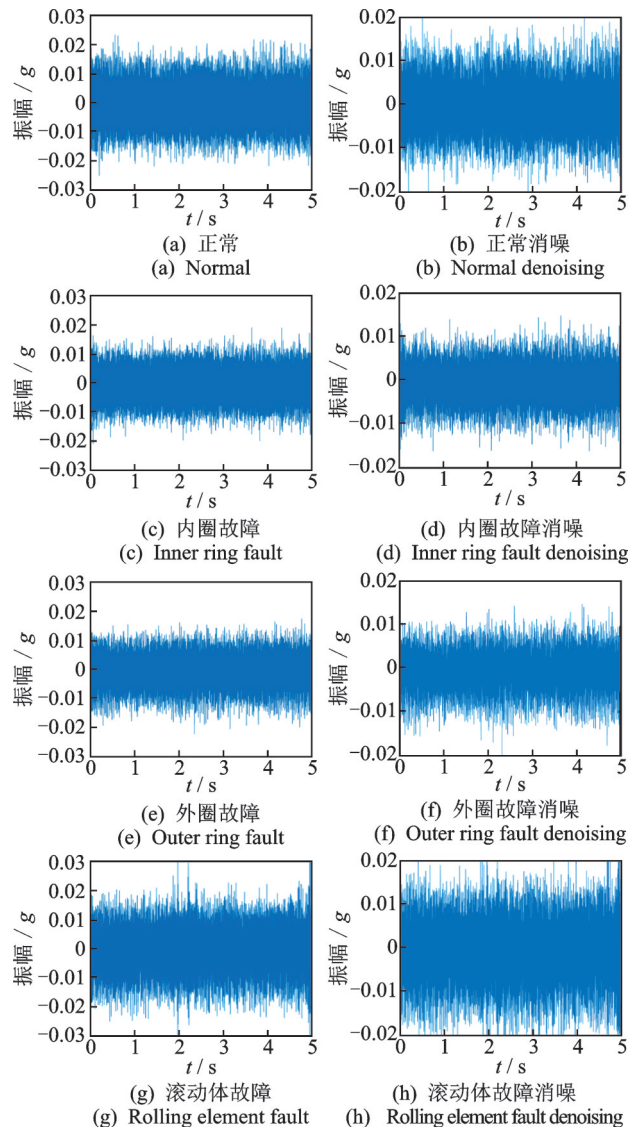 0.03
0.02
0.01
0
−0.01
−0.02
−0.03
振幅 / g
0 1 2 3 4 5
t / s
(a) 正常
(a) Normal
0.02
0.01
0
−0.01
−0.02
振幅 / g
0 1 2 3 4 5
t / s
(b) 正常消噪
(b) Normal denoising
0.03
0.02
0.01
0
−0.01
−0.02
−0.03
振幅 / g
0 1 2 3 4 5
t / s
(c) 内圈故障
(c) Inner ring fault
0.02
0.01
0
−0.01
−0.02
振幅 / g
0 1 2 3 4 5
t / s
(d) 内圈故障消噪
(d) Inner ring fault denoising
0.03
0.02
0.01
0
−0.01
−0.02
−0.03
振幅 / g
0 1 2 3 4 5
t / s
(e) 外圈故障
(e) Outer ring fault
0.02
0.01
0
−0.01
−0.02
振幅 / g
0 1 2 3 4 5
t / s
(f) 外圈故障消噪
(f) Outer ring fault denoising
0.03
0.02
0.01
0
−0.01
−0.02
−0.03
振幅 / g
0 1 2 3 4 5
t / s
(g) 滚动体故障
(g) Rolling element fault
0.02
0.01
0
−0.01
−0.02
振幅 / g
0 1 2 3 4 5
t / s
(h) 滚动体故障消噪
(h) Rolling element fault denoising